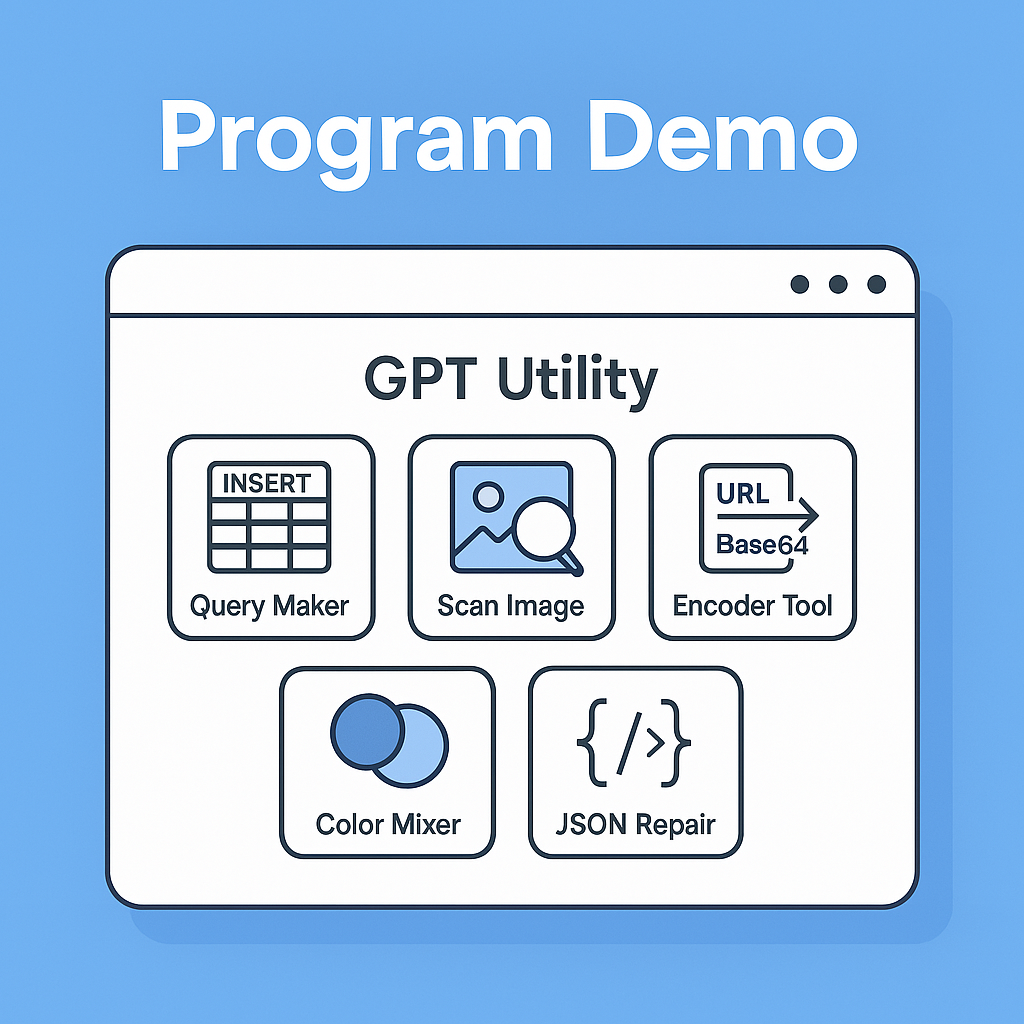 Program Demo
GPT Utility
INSERT
Query Maker
Scan Image
URL
Base64
Encoder Tool
Color Mixer
{/>}
JSON Repair